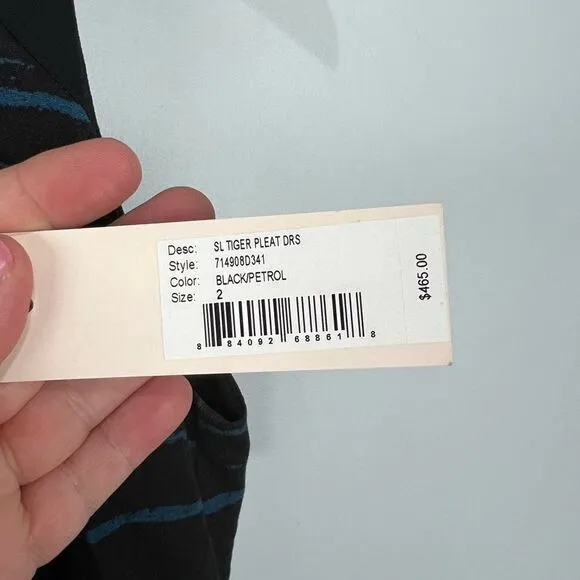 Desc: SL TIGER PLEAT DRS
Style: 714908D341
Color: BLACK/PETROL
Size: 2
8 84092 68861 8
$465.00